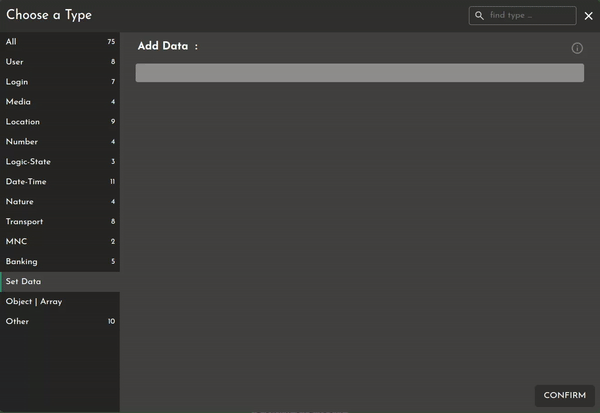 Choose a Type
find type ..
All 75
User 8
Login 7
Media 4
Location 9
Number 4
Logic-State 3
Date-Time 11
Nature 4
Transport 8
MNC 2
Banking 5
Set Data
Object | Array
Other 10
Add Data :
CONFIRM